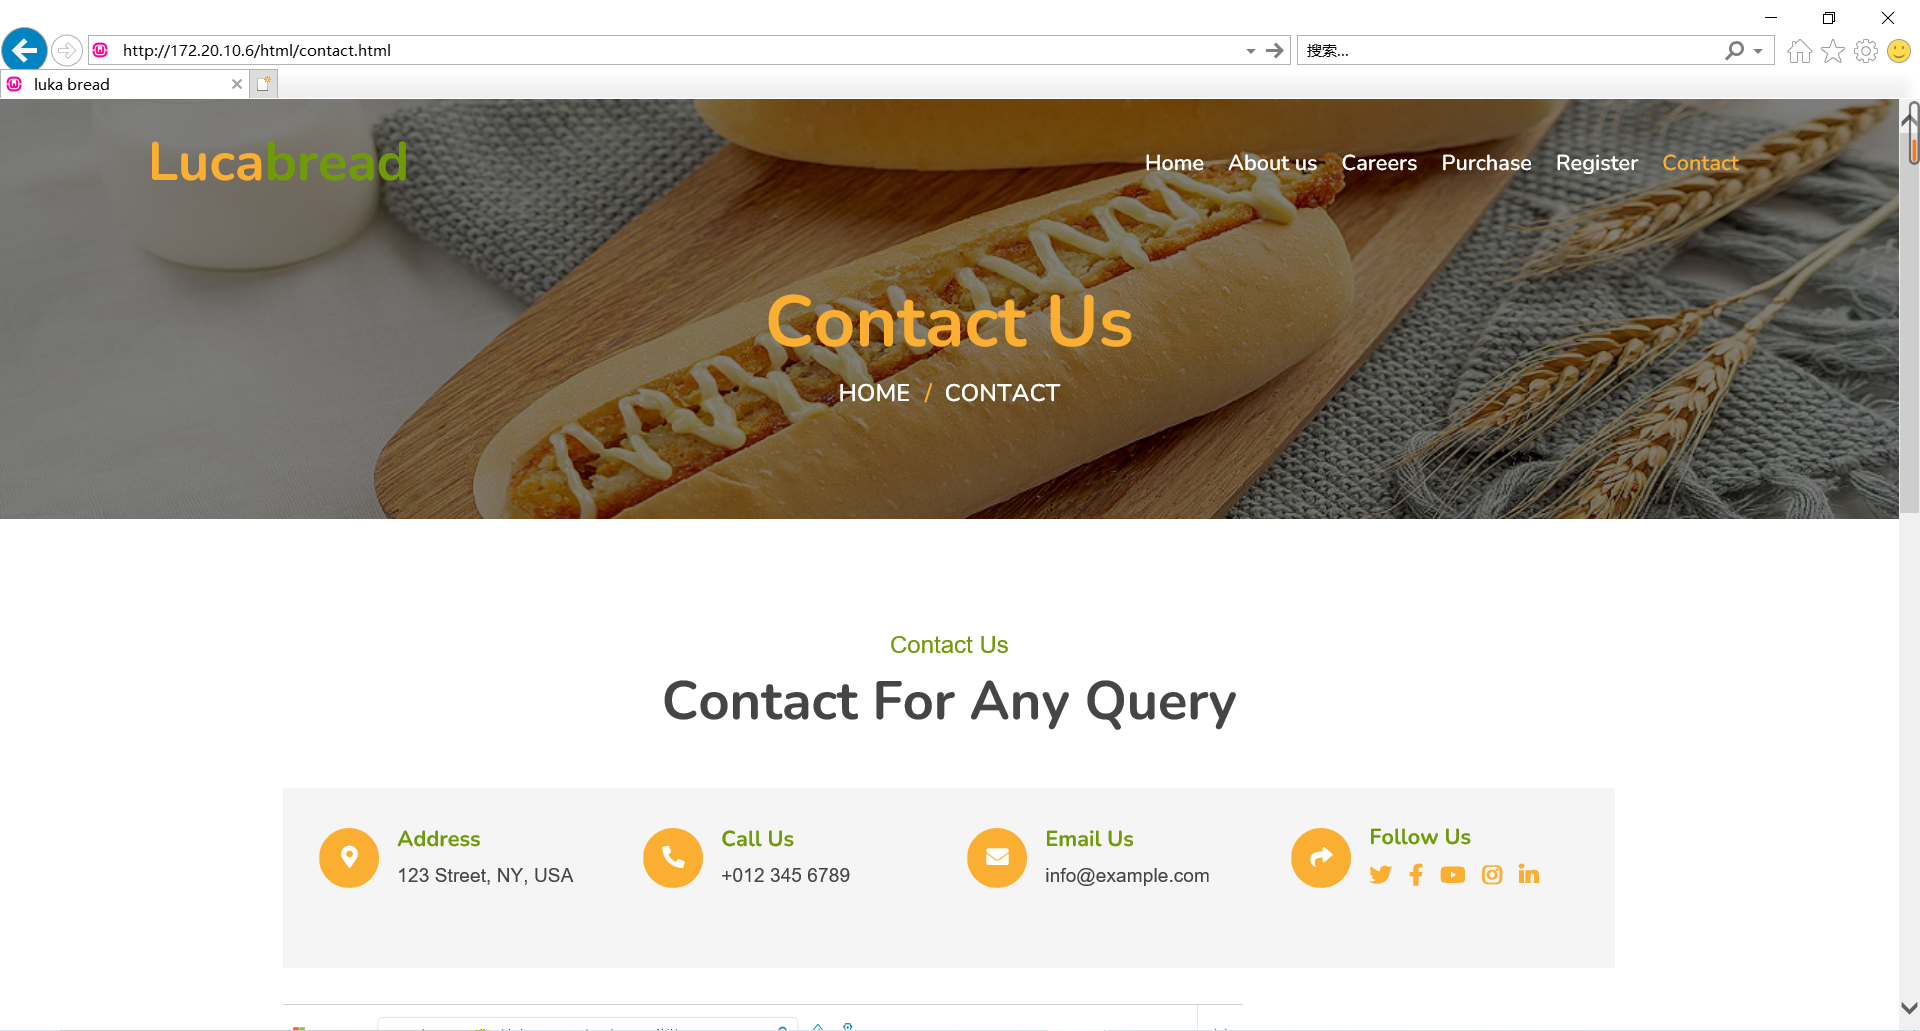 http://172.20.10.6/html/contact.html
搜索...
luka bread
Lucabread
Home About us Careers Purchase Register Contact
Contact Us
HOME / CONTACT
Contact Us
Contact For Any Query
Address
123 Street, NY, USA
Call Us
+012 345 6789
Email Us
info@example.com
Follow Us